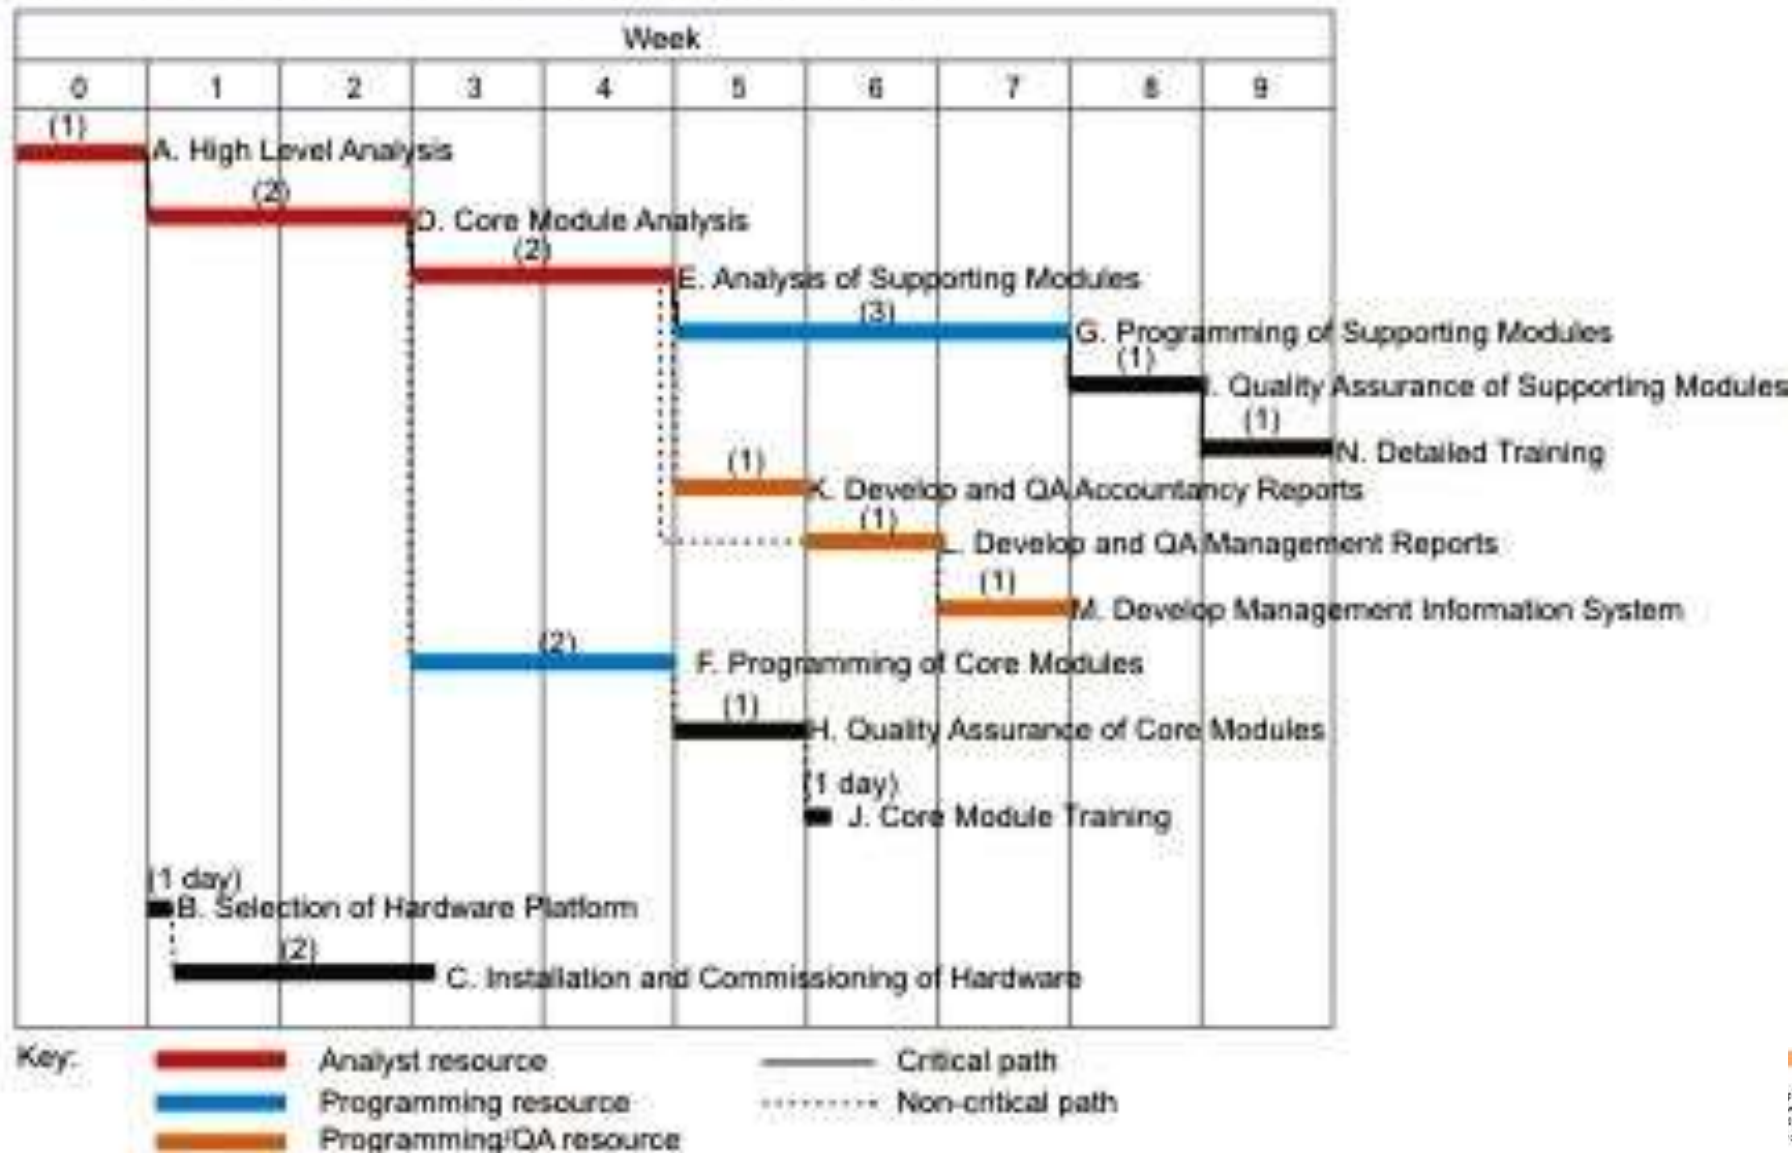 Week
0 1 2 3 4 5 6 7 8 9
(1)
A. High Level Analysis
(2)
D. Core Module Analysis
(2)
E. Analysis of Supporting Modules
(3)
G. Programming of Supporting Modules
(1)
I. Quality Assurance of Supporting Modules
(1)
N. Detailed Training
(1)
K. Develop and QA Accountancy Reports
(1)
L. Develop and QA Management Reports
(1)
M. Develop Management Information System
(2)
F. Programming of Core Modules
(1)
H. Quality Assurance of Core Modules
(1 day)
J. Core Module Training
(1 day)
B. Selection of Hardware Platform
(2)
C. Installation and Commissioning of Hardware
Key: Analyst resource Critical path
Programming resource Non-critical path
Programming/QA resource